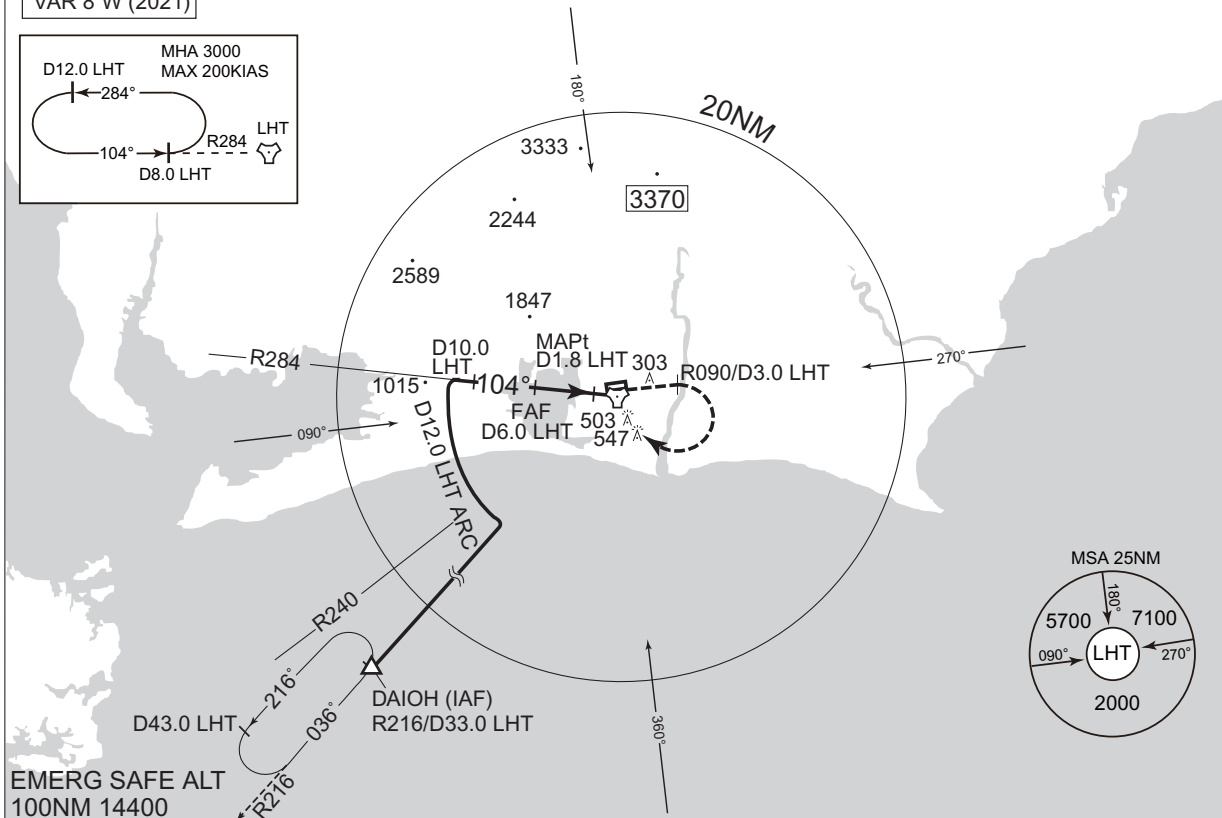 VAR 8°W (2021)
MHA 3000
MAX 200KIAS
D12.0 LHT
284°
LHT
R284
104°
D8.0 LHT
180°
20NM
3333
3370
2244
2589
1847
MAPt
D1.8 LHT
D10.0
LHT
R284
303
R090/D3.0 LHT
270°
1015
104°
FAF
D6.0 LHT
503
547
090°
D12.0 LHT ARC
R240
216°
036°
DAIOH (IAF)
R216/D33.0 LHT
D43.0 LHT
R216
360°
EMERG SAFE ALT
100NM 14400
MSA 25NM
180°
5700
7100
090°
LHT
270°
2000